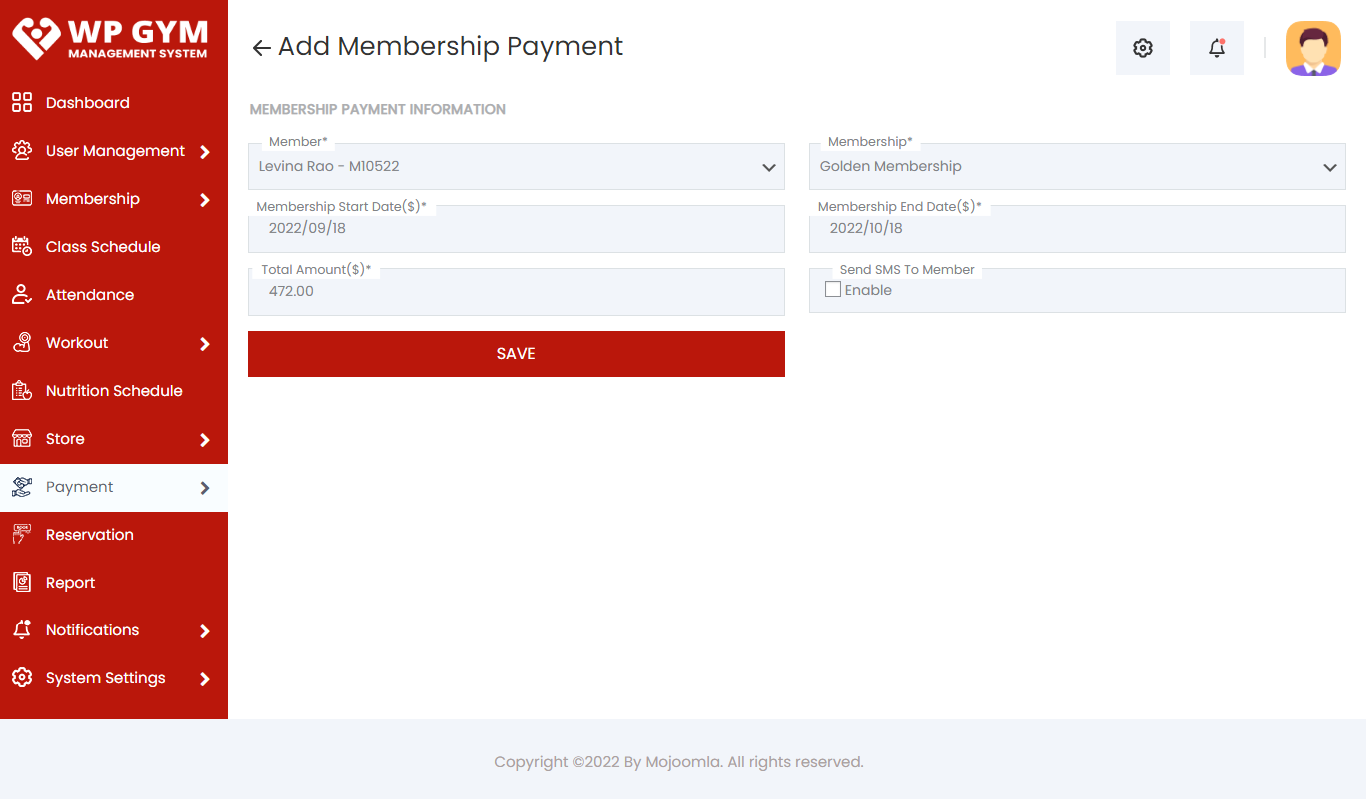 WP GYM
MANAGEMENT SYSTEM
Dashboard
User Management
Membership
Class Schedule
Attendance
Workout
Nutrition Schedule
Store
Payment
Reservation
Report
Notifications
System Settings
Add Membership Payment
MEMBERSHIP PAYMENT INFORMATION
Member*
Levina Rao - M10522
Membership*
Golden Membership
Membership Start Date($)*
2022/09/18
Membership End Date($)*
2022/10/18
Total Amount($)*
472.00
Send SMS To Member
Enable
SAVE
Copyright ©2022 By Mojoomla. All rights reserved.